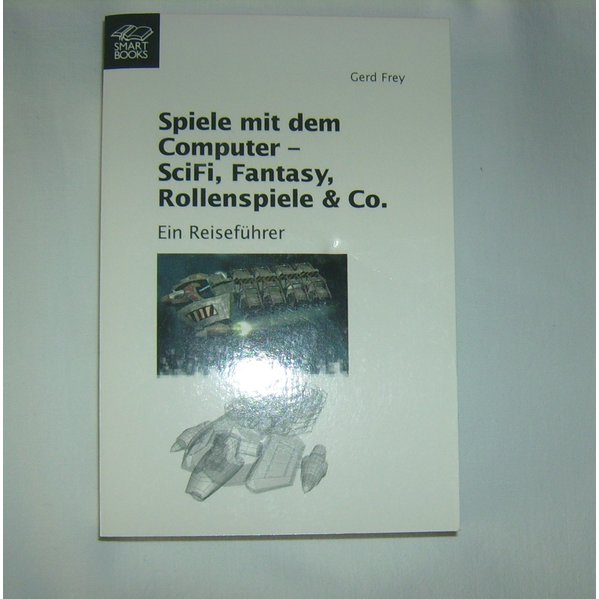 SMART
BOOKS
Gerd Frey
Spiele mit dem
Computer –
SciFi, Fantasy,
Rollenspiele & Co.
Ein Reiseführer